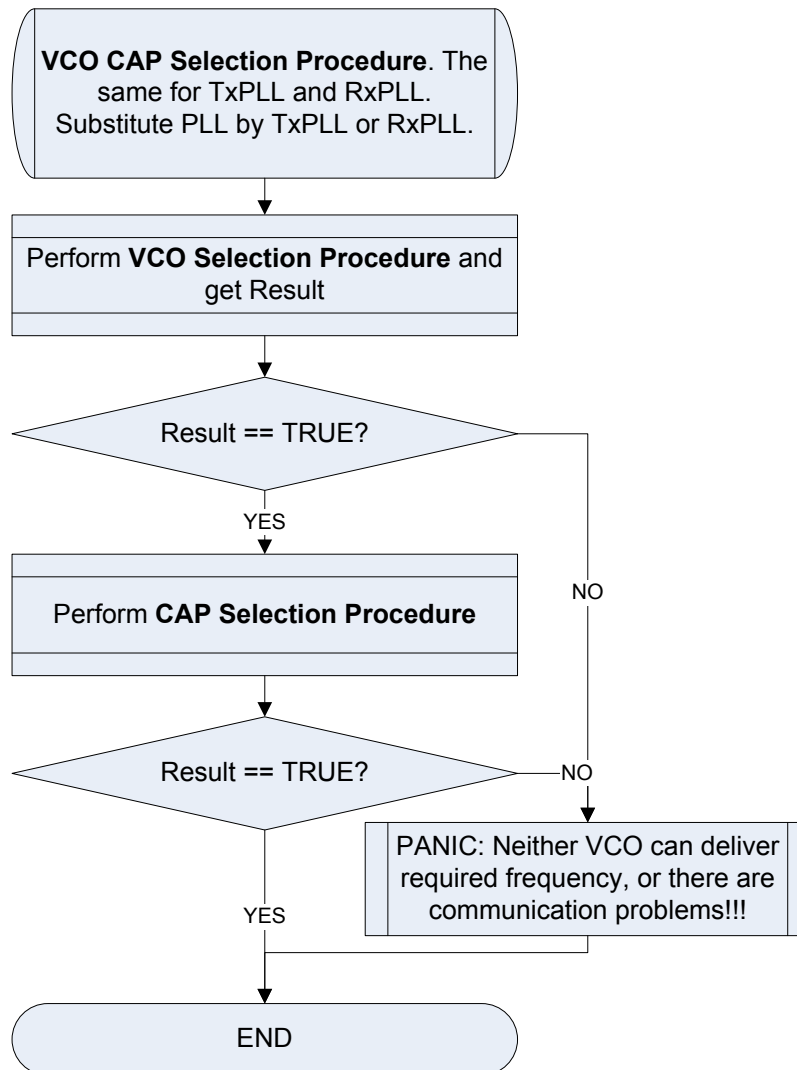 VCO CAP Selection Procedure. The
same for TxPLL and RxPLL.
Substitute PLL by TxPLL or RxPLL.
Perform VCO Selection Procedure and
get Result
Result == TRUE?
YES
NO
Perform CAP Selection Procedure
Result == TRUE?
NO
PANIC: Neither VCO can deliver
required frequency, or there are
communication problems!!!
YES
END